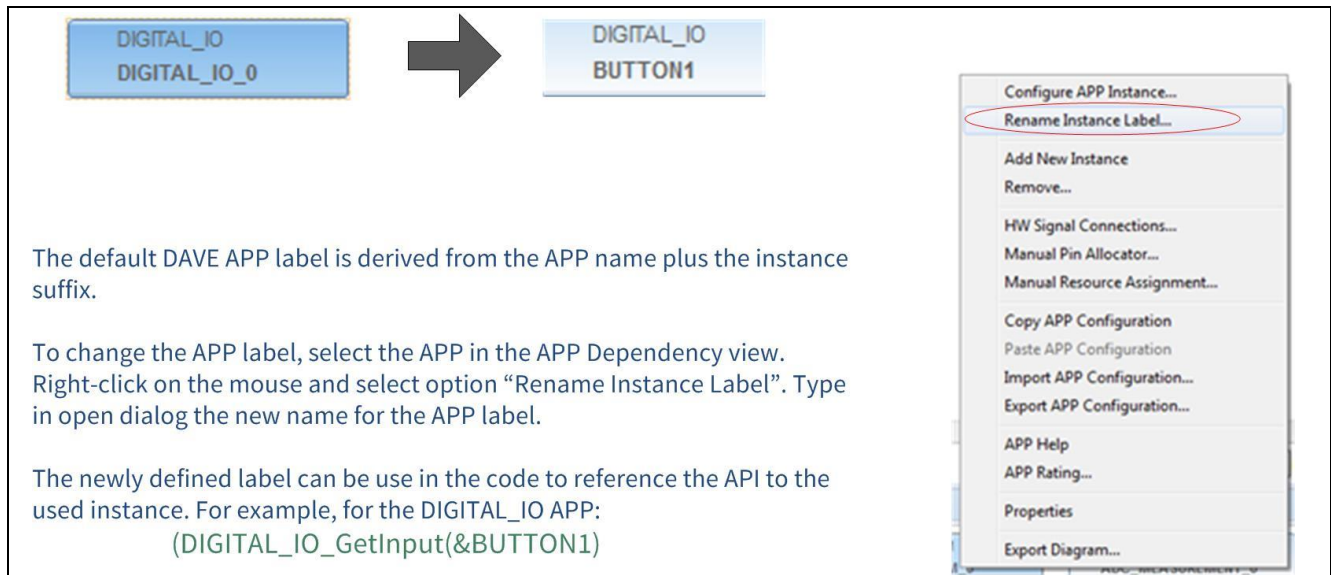 DIGITAL_IO
DIGITAL_IO_0
DIGITAL_IO
BUTTON1
Configure APP Instance...
Rename Instance Label...
Add New Instance
Remove...
HW Signal Connections...
Manual Pin Allocator...
Manual Resource Assignment...
Copy APP Configuration
Paste APP Configuration
Import APP Configuration...
Export APP Configuration...
APP Help
APP Rating...
Properties
Export Diagram...
The default DAVE APP label is derived from the APP name plus the instance
suffix.
To change the APP label, select the APP in the APP Dependency view.
Right-click on the mouse and select option “Rename Instance Label”. Type
in open dialog the new name for the APP label.
The newly defined label can be use in the code to reference the API to the
used instance. For example, for the DIGITAL_IO APP:
(DIGITAL_IO_GetInput(&BUTTON1)